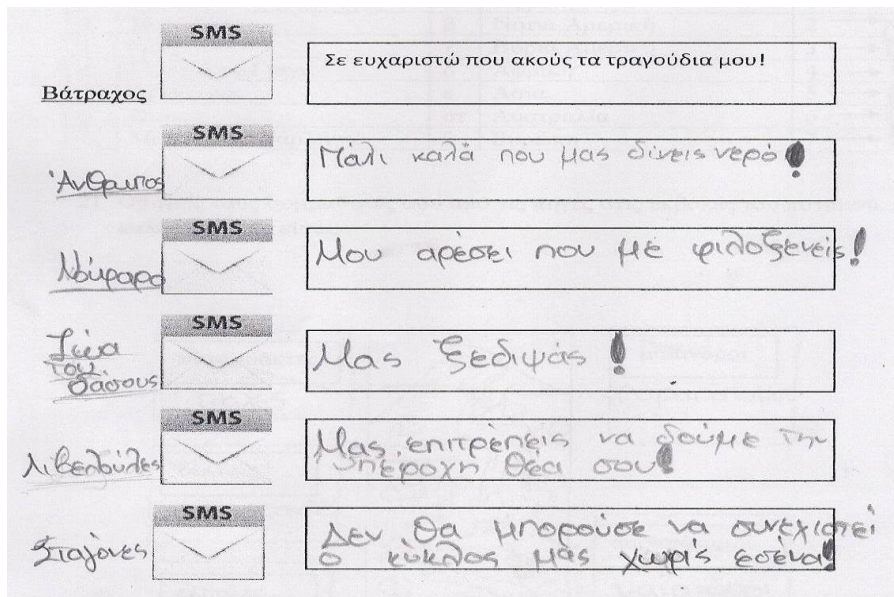 SMS
Σε ευχαριστώ που ακούς τα τραγούδια μου!
Βάτραχος
SMS
Πάλι καλά που μας δίνεις νερό!
Άνθρωπος
SMS
Μου αρέσει που με φιλοξενείς!
Νούφαρο
SMS
Ζώα
του
δάσους
Μας ξεδιψάς !
SMS
Μας επιτρέπεις να δούμε την
υπέροχη θέα σου!
Λιβελούλες
SMS
Δεν θα μπορούσε να συνεχιστεί
ο κύκλος μας χωρίς εσένα!
Σταγόνες